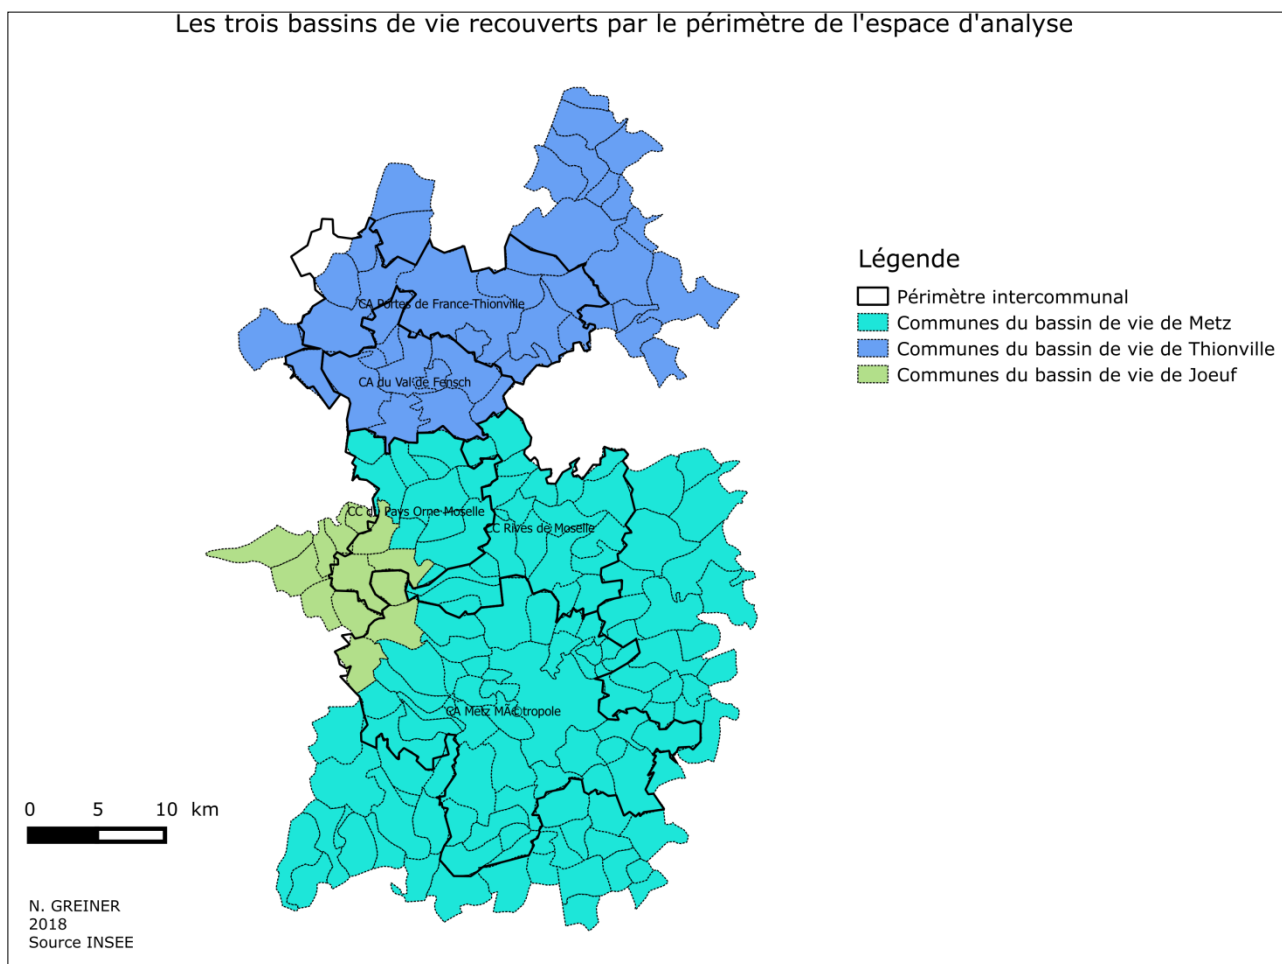 Les trois bassins de vie recouverts par le périmètre de l'espace d'analyse
Légende
Périmètre intercommunal
Communes du bassin de vie de Metz
Communes du bassin de vie de Thionville
Communes du bassin de vie de Joeuf
CA Portes de France-Thionville
CA du Val de Fensch
CC du Pays Orne Moselle
CC Rives de Moselle
CA Metz MÃ©tropole
0 5 10 km
N. GREINER
2018
Source INSEE